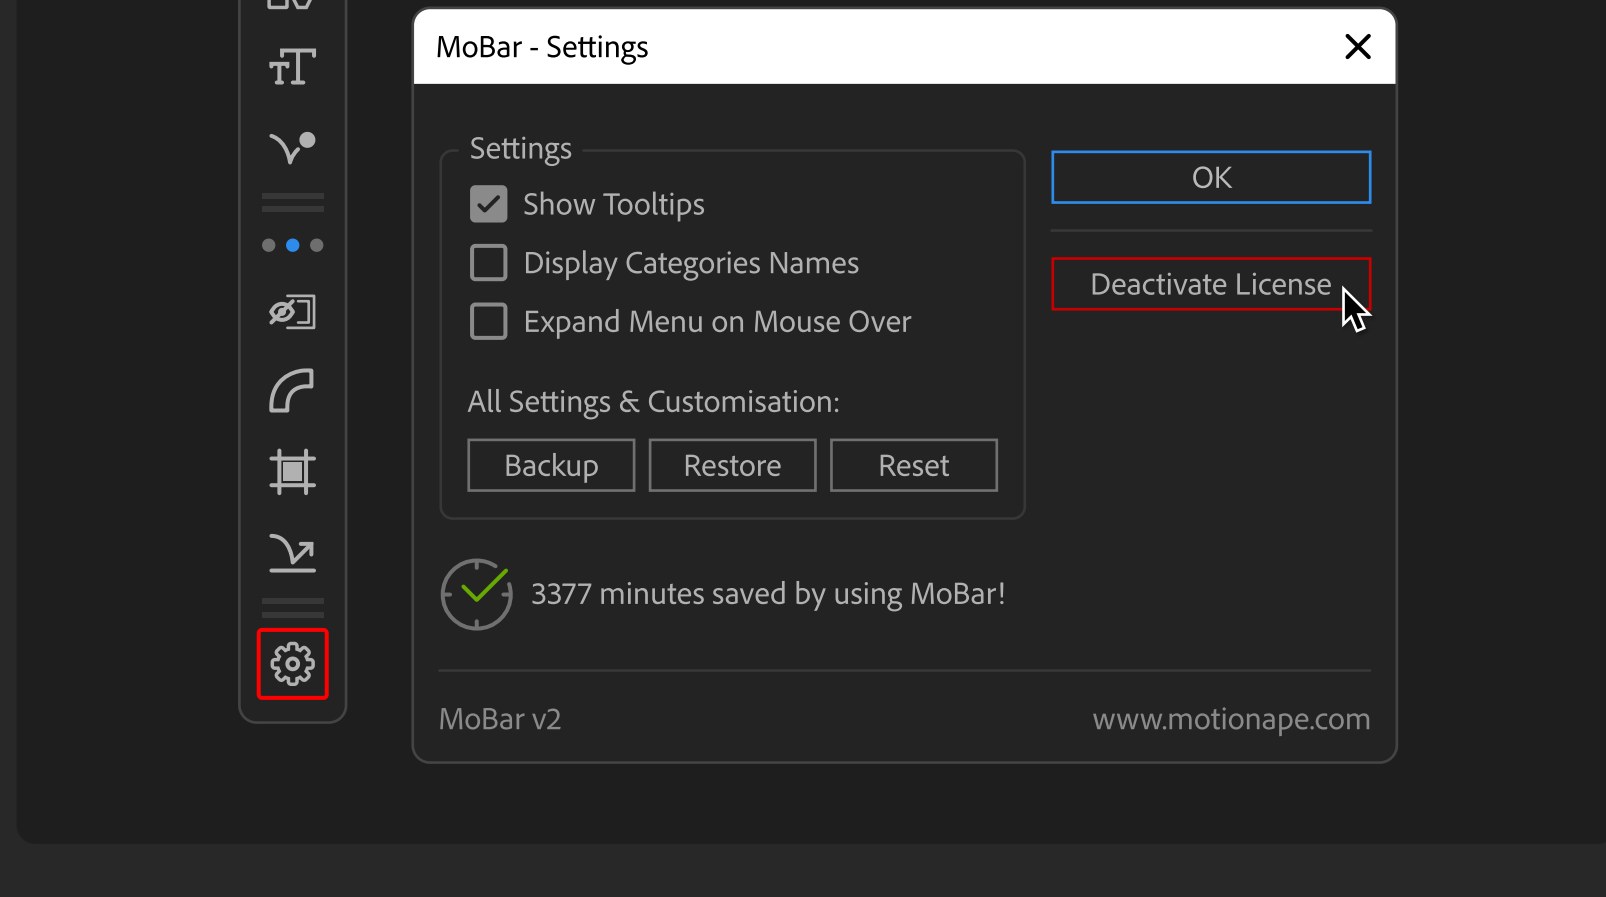 MoBar - Settings
Settings
Show Tooltips
Display Categories Names
Expand Menu on Mouse Over
All Settings & Customisation:
Backup
Restore
Reset
OK
Deactivate License
3377 minutes saved by using MoBar!
MoBar v2
www.motionape.com